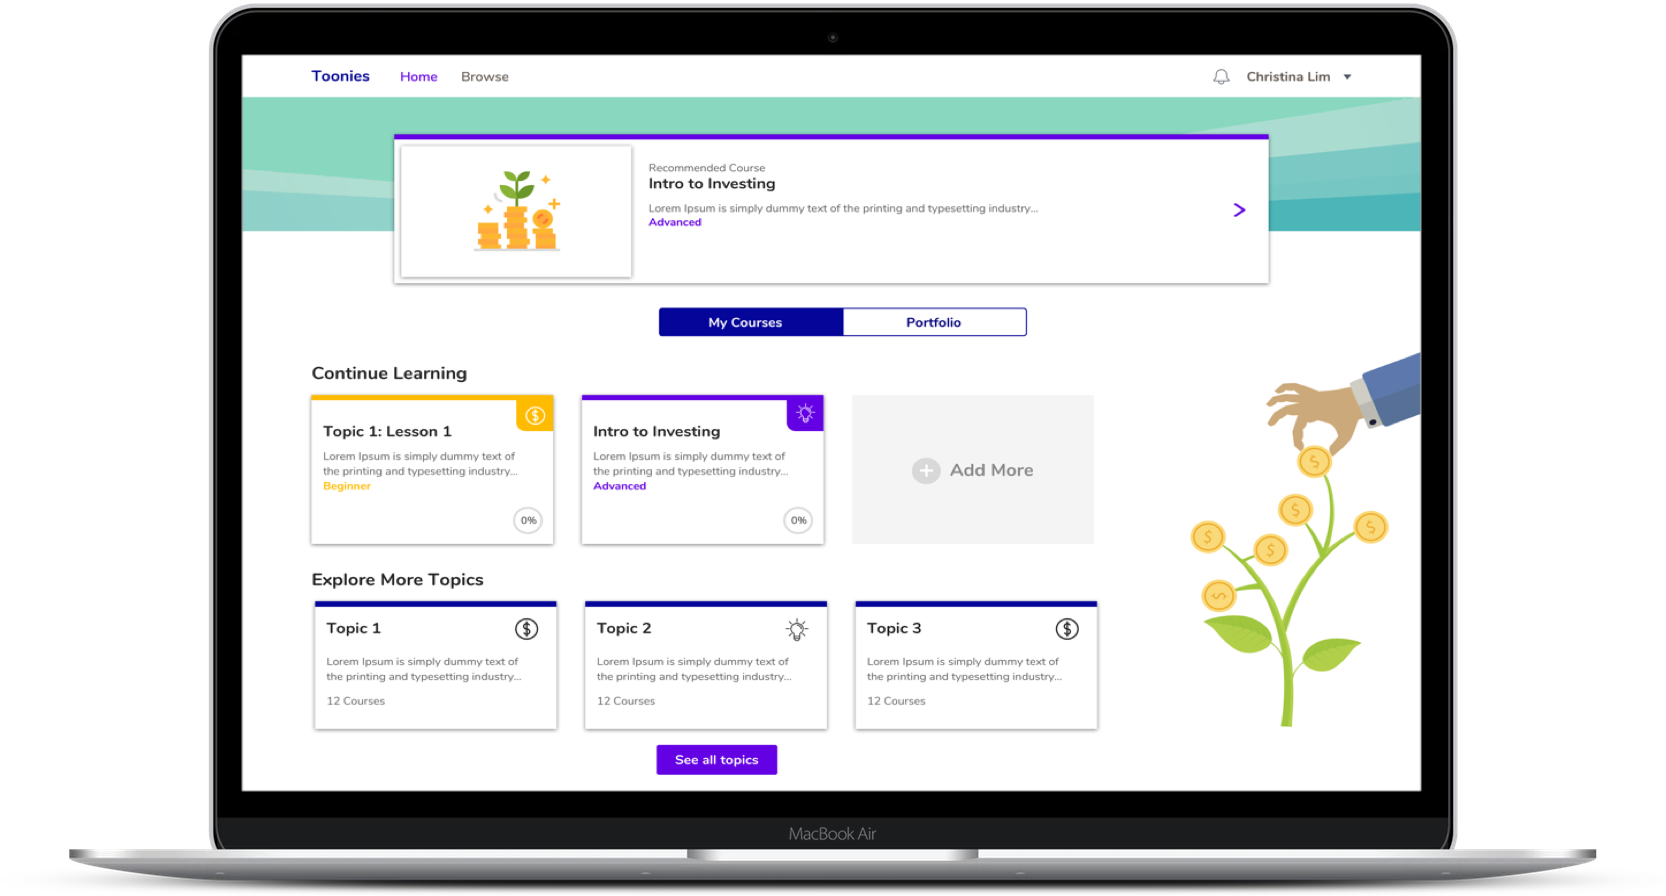 Toonies
Home
Browse
Christina Lim
Recommended Course
Intro to Investing
Lorem Ipsum is simply dummy text of the printing and typesetting industry...
Advanced
My Courses
Portfolio
Continue Learning
$
Topic 1: Lesson 1
Lorem Ipsum is simply dummy text of
the printing and typesetting industry...
Beginner
0%
Intro to Investing
Lorem Ipsum is simply dummy text of
the printing and typesetting industry...
Advanced
0%
+ Add More
$
$
$
$
$
$
Explore More Topics
Topic 1
$
Lorem Ipsum is simply dummy text of
the printing and typesetting industry...
12 Courses
Topic 2
Lorem Ipsum is simply dummy text of
the printing and typesetting industry...
12 Courses
Topic 3
$
Lorem Ipsum is simply dummy text of
the printing and typesetting industry...
12 Courses
See all topics
MacBook Air